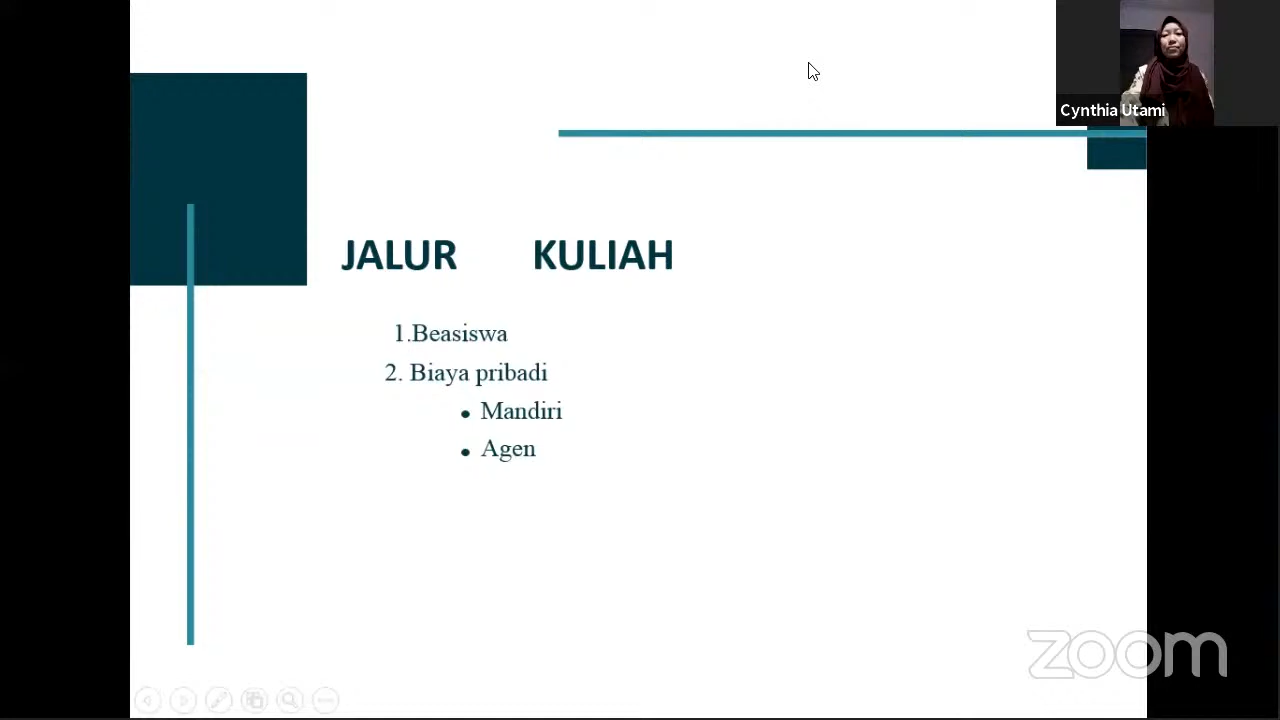 Cynthia Utami
JALUR KULIAH
1.Beasiswa
2. Biaya pribadi
• Mandiri
• Agen
zoom